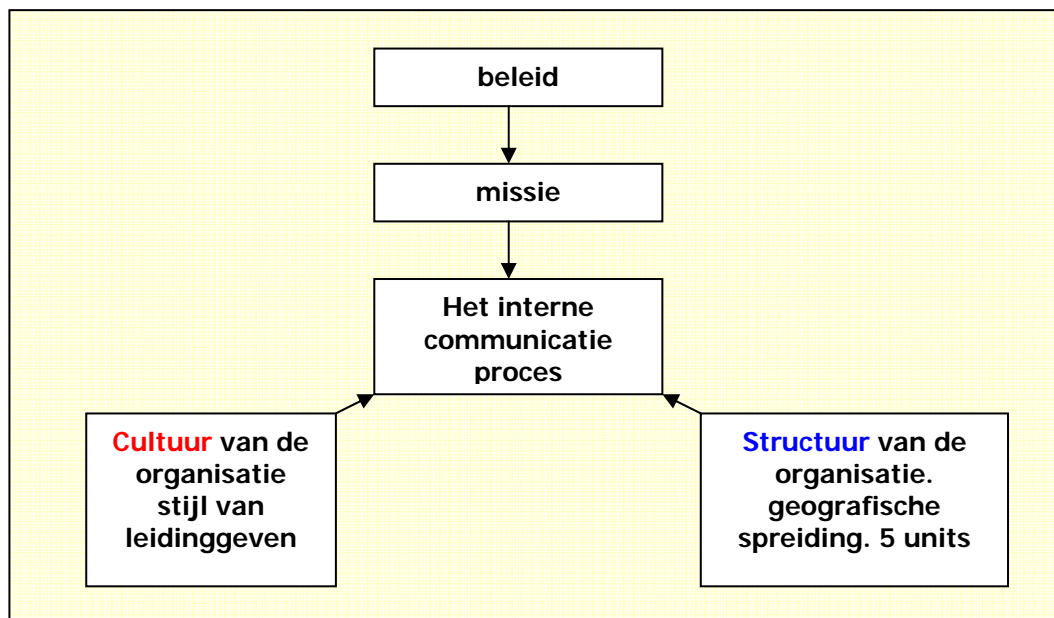 beleid
missie
Het interne
communicatie
proces
Cultuur van de
organisatie
stijl van
leidinggeven
Structuur van de
organisatie.
geografische
spreiding. 5 units